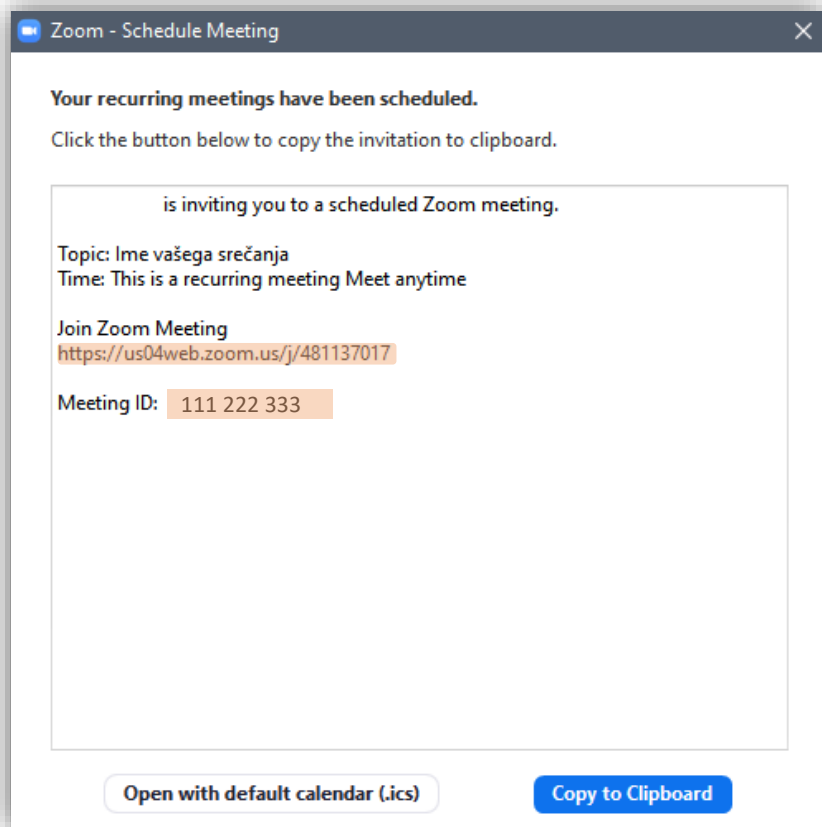 Zoom - Schedule Meeting
Your recurring meetings have been scheduled.
Click the button below to copy the invitation to clipboard.
is inviting you to a scheduled Zoom meeting.
Topic: Ime vašega srečanja
Time: This is a recurring meeting Meet anytime
Join Zoom Meeting
https://us04web.zoom.us/j/481137017
Meeting ID: 111 222 333
Open with default calendar (.ics) Copy to Clipboard